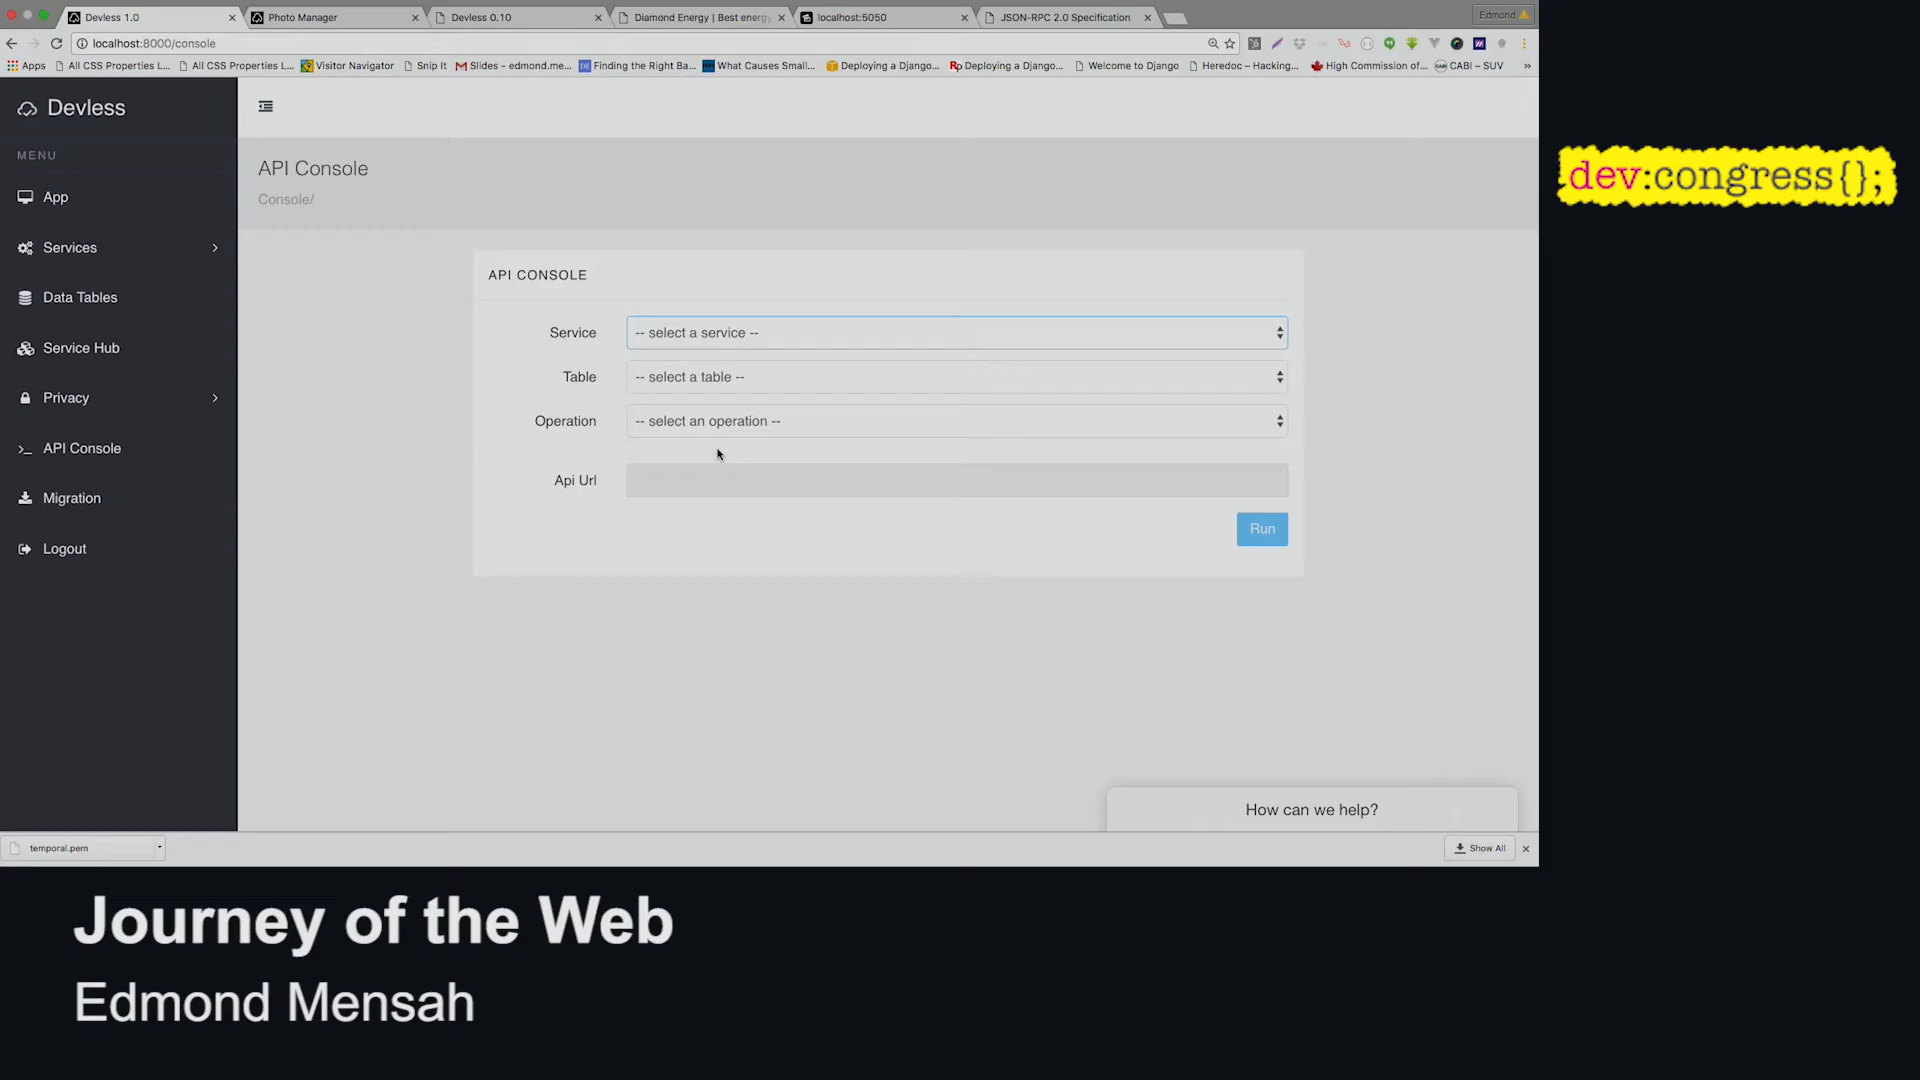 Devless 1.0
Photo Manager
Devless 0.10
Diamond Energy | Best energy
localhost:5050
JSON-RPC 2.0 Specification
Edmond
localhost:8000/console
Apps
All CSS Properties L...
All CSS Properties L...
Visitor Navigator
Snip It
Slides - edmond.me...
Finding the Right Ba...
What Causes Small...
Deploying a Django...
Deploying a Django...
Welcome to Django
Heredoc – Hacking...
High Commission of...
CABI – SUV
Devless
MENU
App
Services
Data Tables
Service Hub
Privacy
API Console
Migration
Logout
API Console
Console/
API CONSOLE
Service
-- select a service --
Table
-- select a table --
Operation
-- select an operation --
Api Url
Run
How can we help?
temporal.pem
Show All
dev:congress{};
Journey of the Web
Edmond Mensah